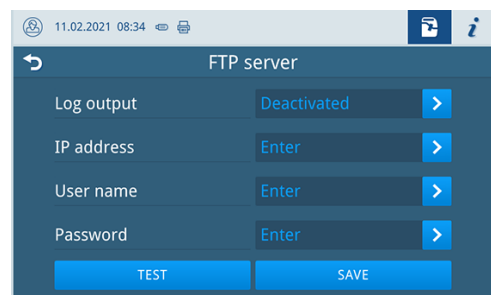 11.02.2021 08:34
FTP server
Log output Deactivated
IP address Enter
User name Enter
Password Enter
TEST SAVE